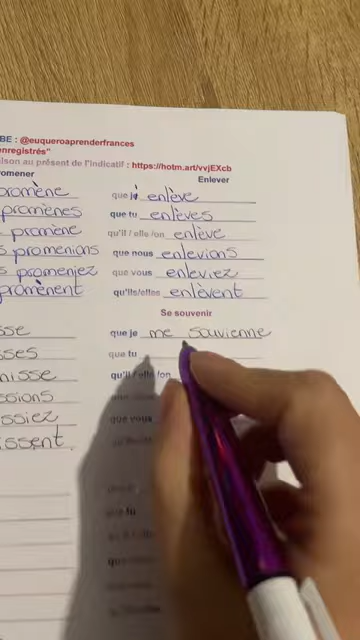 BE : @euqueroaprenderfrances
enregistrés"
ison au présent de l'indicatif : https://hotm.art/vvjEXcb
omener
promène
promènes
promène
s promenions
s promeniez
promènent
sse
sses
nisse
ssions
ssiez
issent
Enlever
que j' enlève
que tu enlèves
qu'il / elle /on enlève
que nous enlevions
que vous enleviez
qu'ils/elles enlèvent
Se souvenir
que je me souvienne
que tu
qu'il / elle /on
que vous